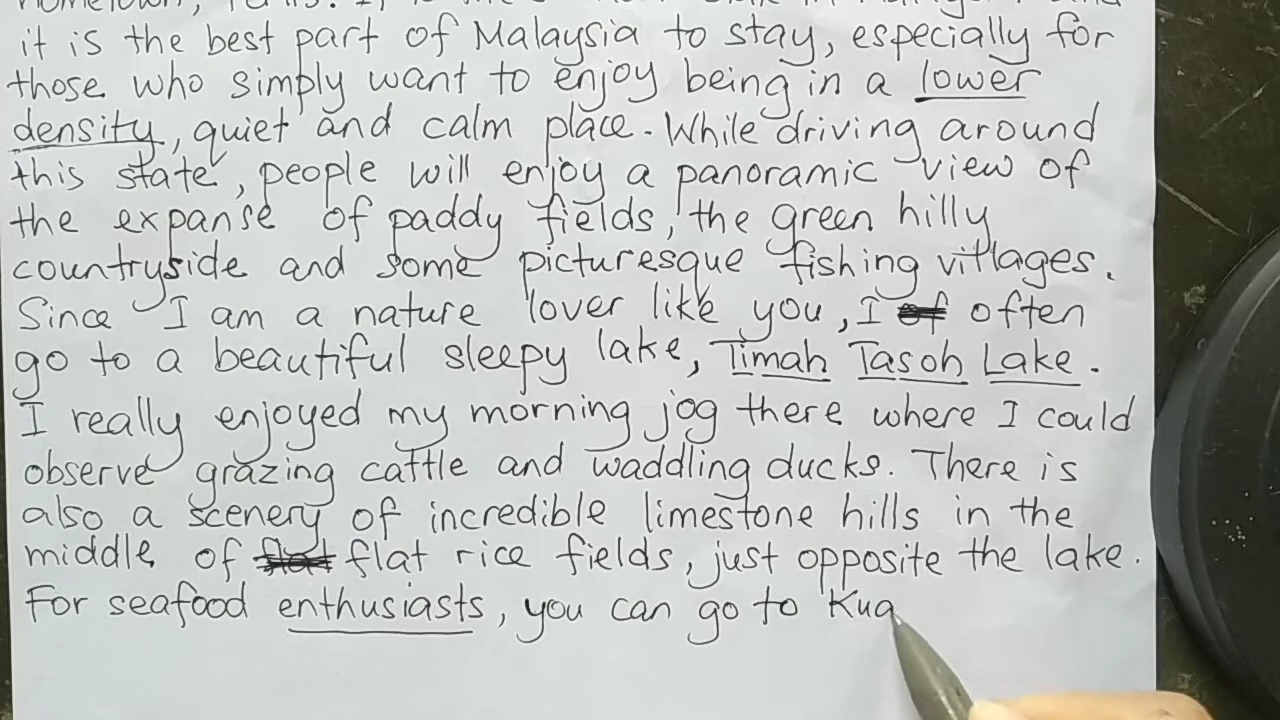 hometown, Perlis. It is
it is the best part of Malaysia to stay, especially for
those who simply want to enjoy being in a lower
density, quiet and calm place. While driving around
this state, people will enjoy a panoramic view of
the expanse of paddy fields, the green hilly
countryside and some picturesque fishing villages.
Since I am a nature lover like you, I of often
go to a beautiful sleepy lake, Timah Tasoh Lake.
I really enjoyed my morning jog there where I could
observe grazing cattle and waddling ducks. There is
also a scenery of incredible limestone hills in the
middle of flat flat rice fields, just opposite the lake.
For seafood enthusiasts, you can go to Kua